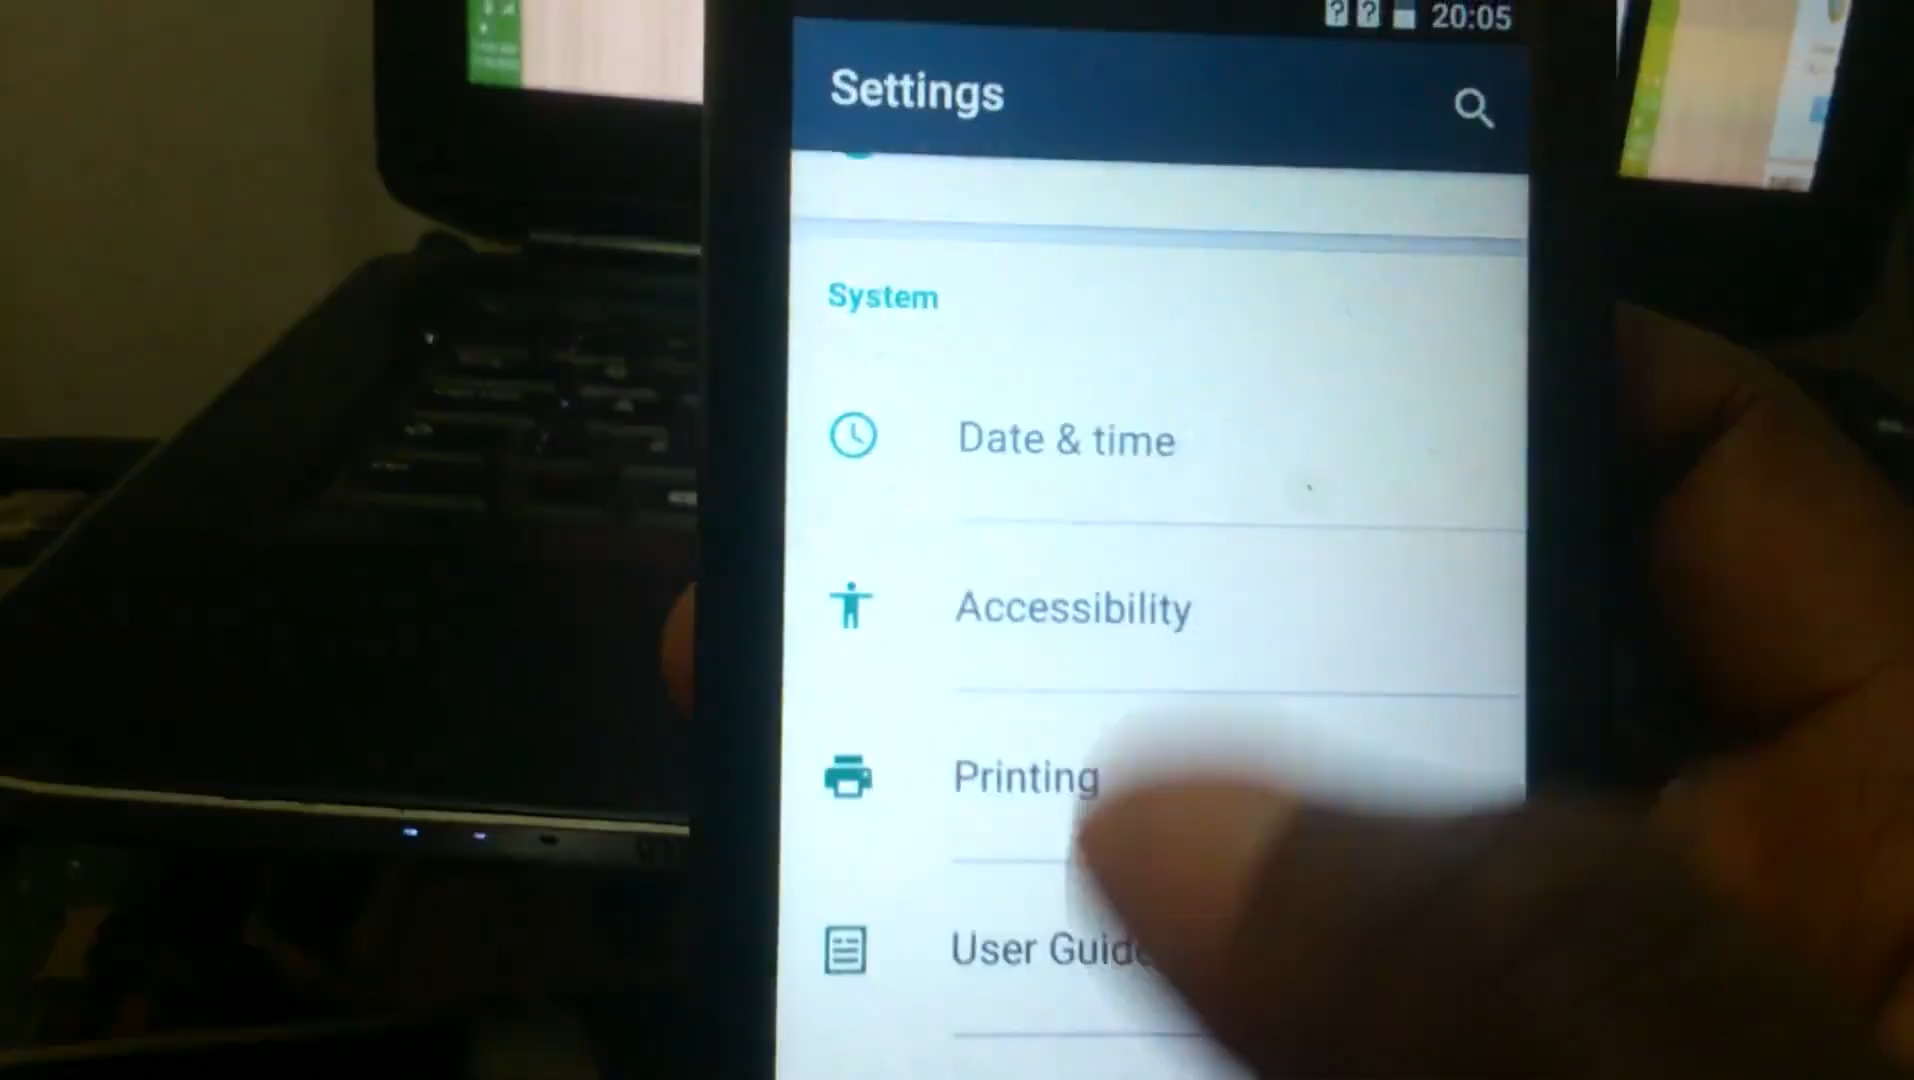 20:05
Settings
System
Date & time
Accessibility
Printing
User Guide